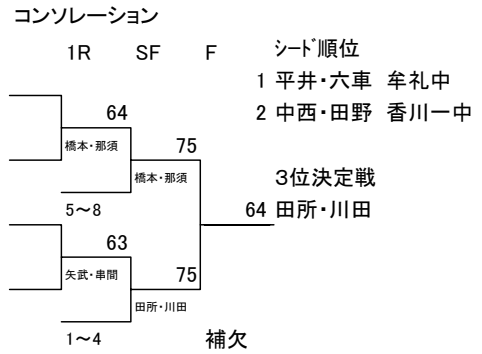 コンソレーション
1R SF F シード順位
1 平井・六車 牟礼中
64 2 中西・田野 香川一中
橋本・那須 75
橋本・那須 3位決定戦
5〜8 64 田所・川田
63
矢武・串間 75
田所・川田
1〜4 補欠